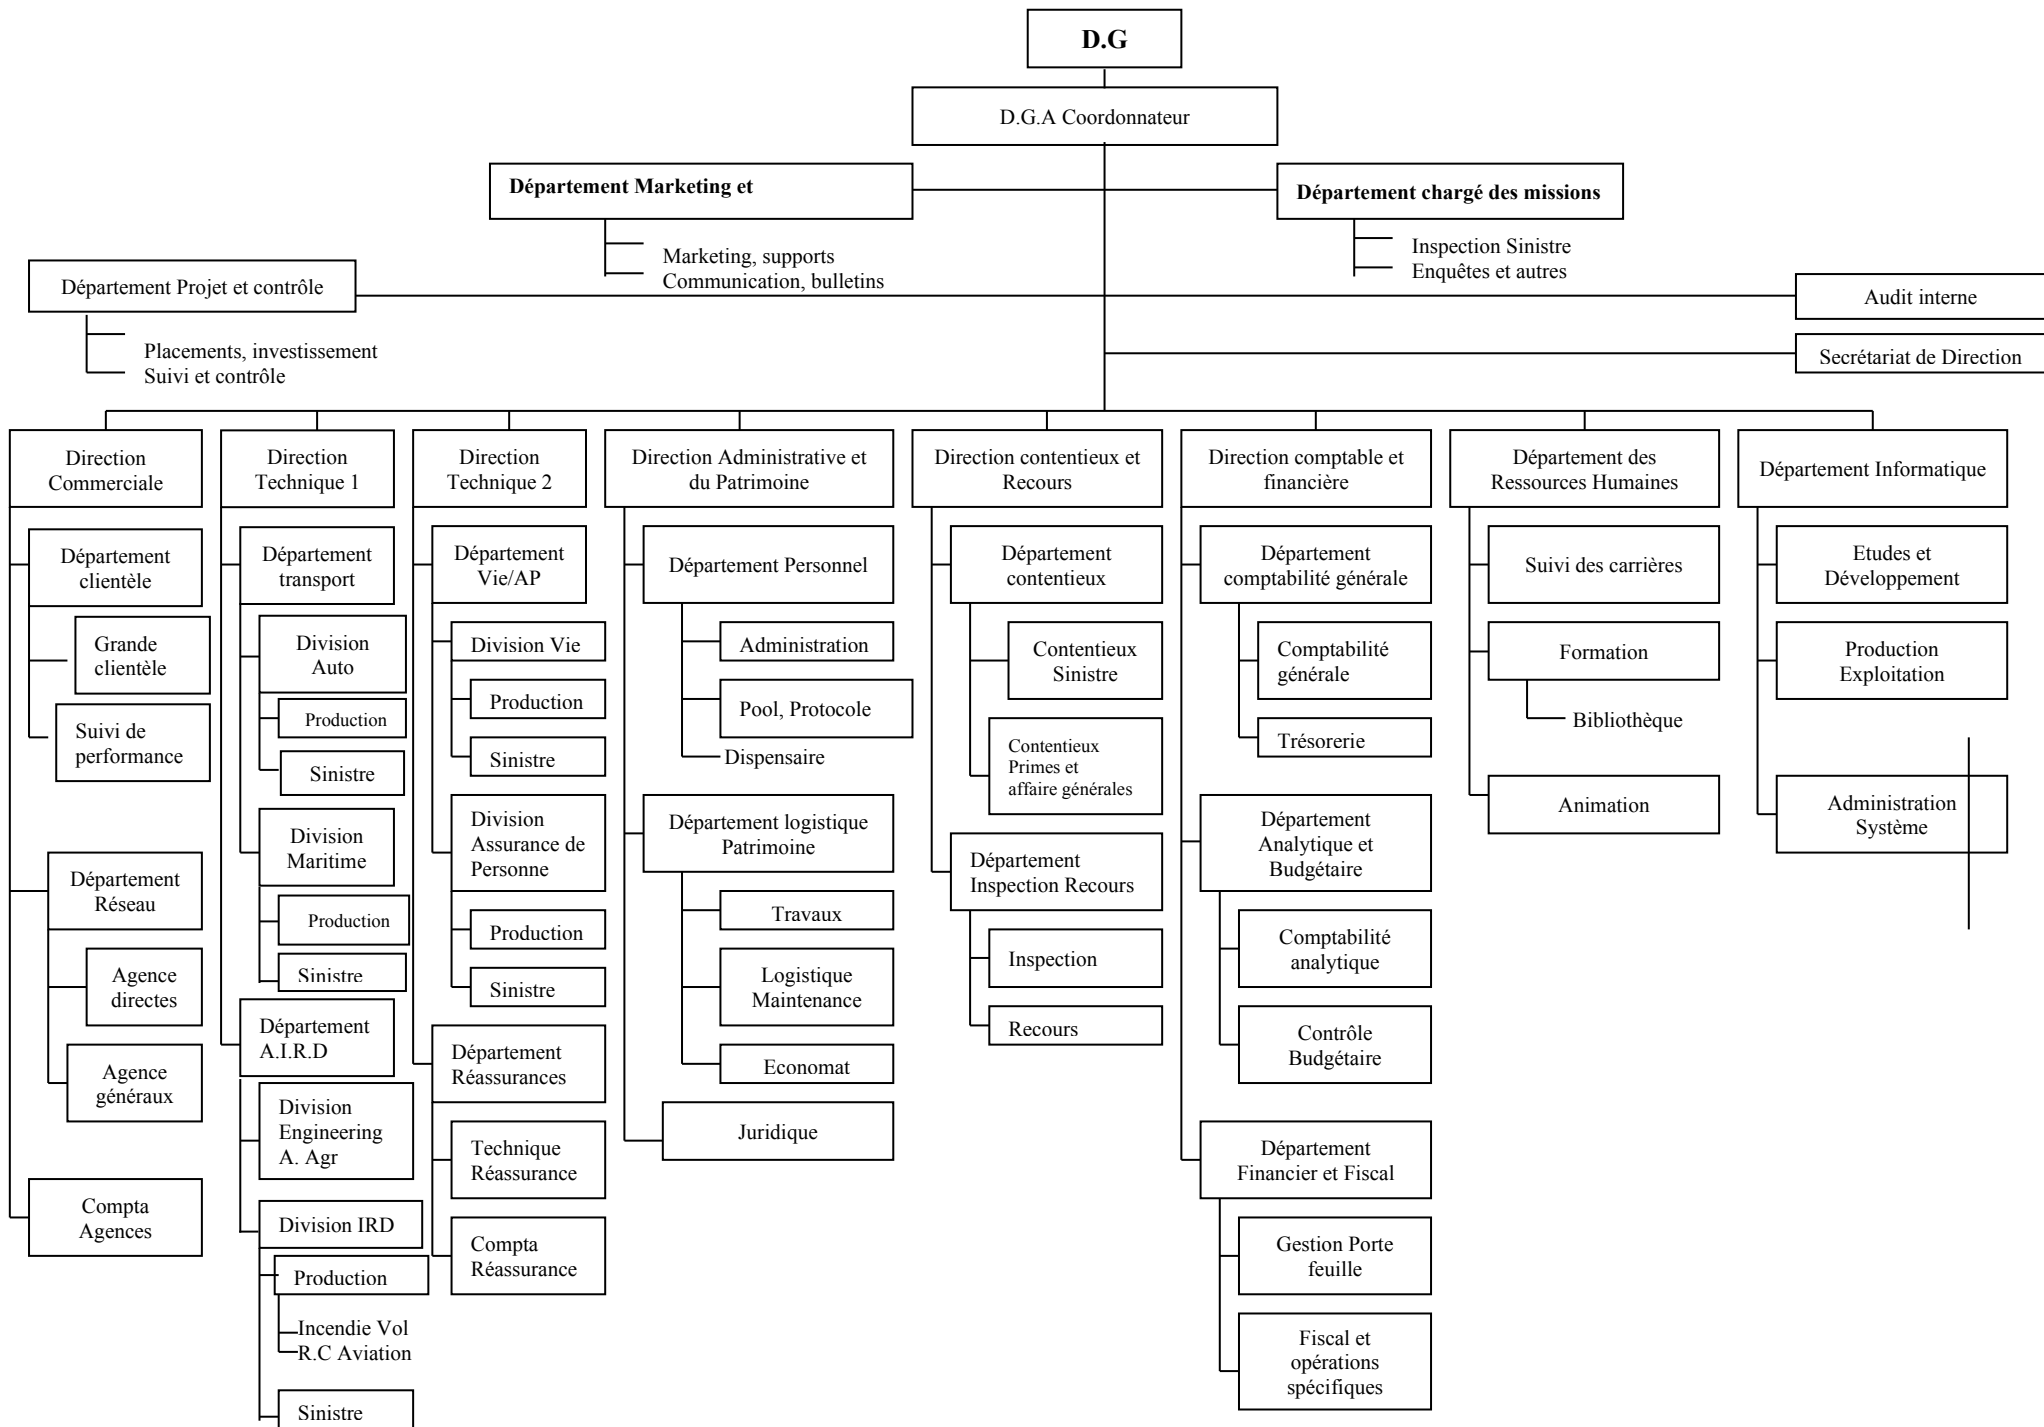 D.G
D.G.A Coordonnateur
Département Marketing et
Marketing, supports
Communication, bulletins
Département chargé des missions
Inspection Sinistre
Enquêtes et autres
Département Projet et contrôle
Placements, investissement
Suivi et contrôle
Audit interne
Secrétariat de Direction
Direction
Commerciale
Département
clientèle
Grande
clientèle
Suivi de
performance
Département
Réseau
Agence
directes
Agence
généraux
Compta
Agences
Direction
Technique 1
Département
transport
Division
Auto
Production
Sinistre
Division
Maritime
Production
Sinistre
Département
A.I.R.D
Division
Engineering
A. Agr
Division IRD
Production
Incendie Vol
R.C Aviation
Sinistre
Direction
Technique 2
Département
Vie/AP
Division Vie
Production
Sinistre
Division
Assurance de
Personne
Production
Sinistre
Département
Réassurances
Technique
Réassurance
Compta
Réassurance
Direction Administrative et
du Patrimoine
Département Personnel
Administration
Pool, Protocole
Dispensaire
Département logistique
Patrimoine
Travaux
Logistique
Maintenance
Economat
Juridique
Direction contentieux et
Recours
Département
contentieux
Contentieux
Sinistre
Contentieux
Primes et
affaire générales
Département
Inspection Recours
Inspection
Recours
Direction comptable et
financière
Département
comptabilité générale
Comptabilité
générale
Trésorerie
Département
Analytique et
Budgétaire
Comptabilité
analytique
Contrôle
Budgétaire
Département
Financier et Fiscal
Gestion Porte
feuille
Fiscal et
opérations
spécifiques
Département des
Ressources Humaines
Suivi des carrières
Formation
Bibliothèque
Animation
Département Informatique
Etudes et
Développement
Production
Exploitation
Administration
Système